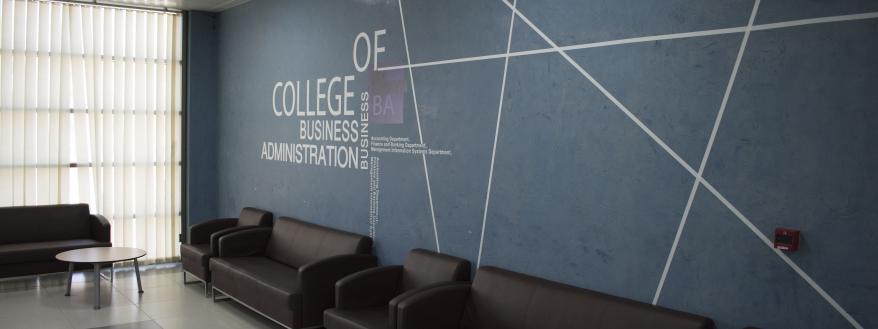 OF
COLLEGE
BUSINESS
ADMINISTRATION
BUSINESS
BA
Accounting Department,
Finance and Banking Department,
Management Information Systems Department,